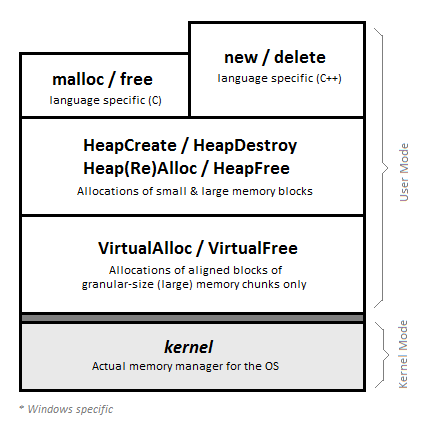 new / delete
language specific (C++)
malloc / free
language specific (C)
HeapCreate / HeapDestroy
Heap(Re)Alloc / HeapFree
Allocations of small & large memory blocks
VirtualAlloc / VirtualFree
Allocations of aligned blocks of
granular-size (large) memory chunks only
User Mode
kernel
Actual memory manager for the OS
Kernel Mode
* Windows specific